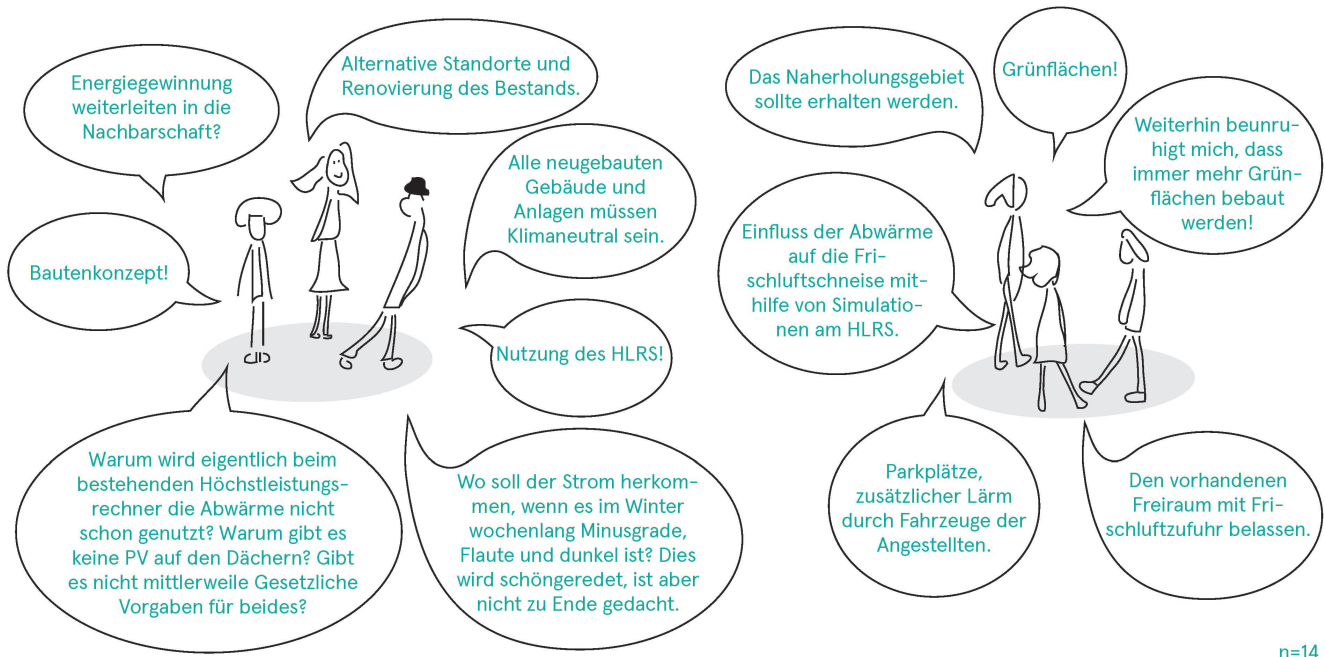 Energiegewinnung
weiterleiten in die
Nachbarschaft?
Alternative Standorte und
Renovierung des Bestands.
Alle neugebauten
Gebäude und
Anlagen müssen
Klimaneutral sein.
Bautenkonzept!
Nutzung des HLRS!
Warum wird eigentlich beim
bestehenden Höchstleistungs-
rechner die Abwärme nicht
schon genutzt? Warum gibt es
keine PV auf den Dächern? Gibt
es nicht mittlerweile Gesetzliche
Vorgaben für beides?
Wo soll der Strom herkom-
men, wenn es im Winter
wochenlang Minusgrade,
Flaute und dunkel ist? Dies
wird schöngeredet, ist aber
nicht zu Ende gedacht.
Das Naherholungsgebiet
sollte erhalten werden.
Grünflächen!
Weiterhin beunru-
higt mich, dass
immer mehr Grün-
flächen bebaut
werden!
Einfluss der Abwärme
auf die Fri-
schluftschneise mit-
hilfe von Simulatio-
nen am HLRS.
Parkplätze,
zusätzlicher Lärm
durch Fahrzeuge der
Angestellten.
Den vorhandenen
Freiraum mit Fri-
schluftzufuhr belassen.
n=14